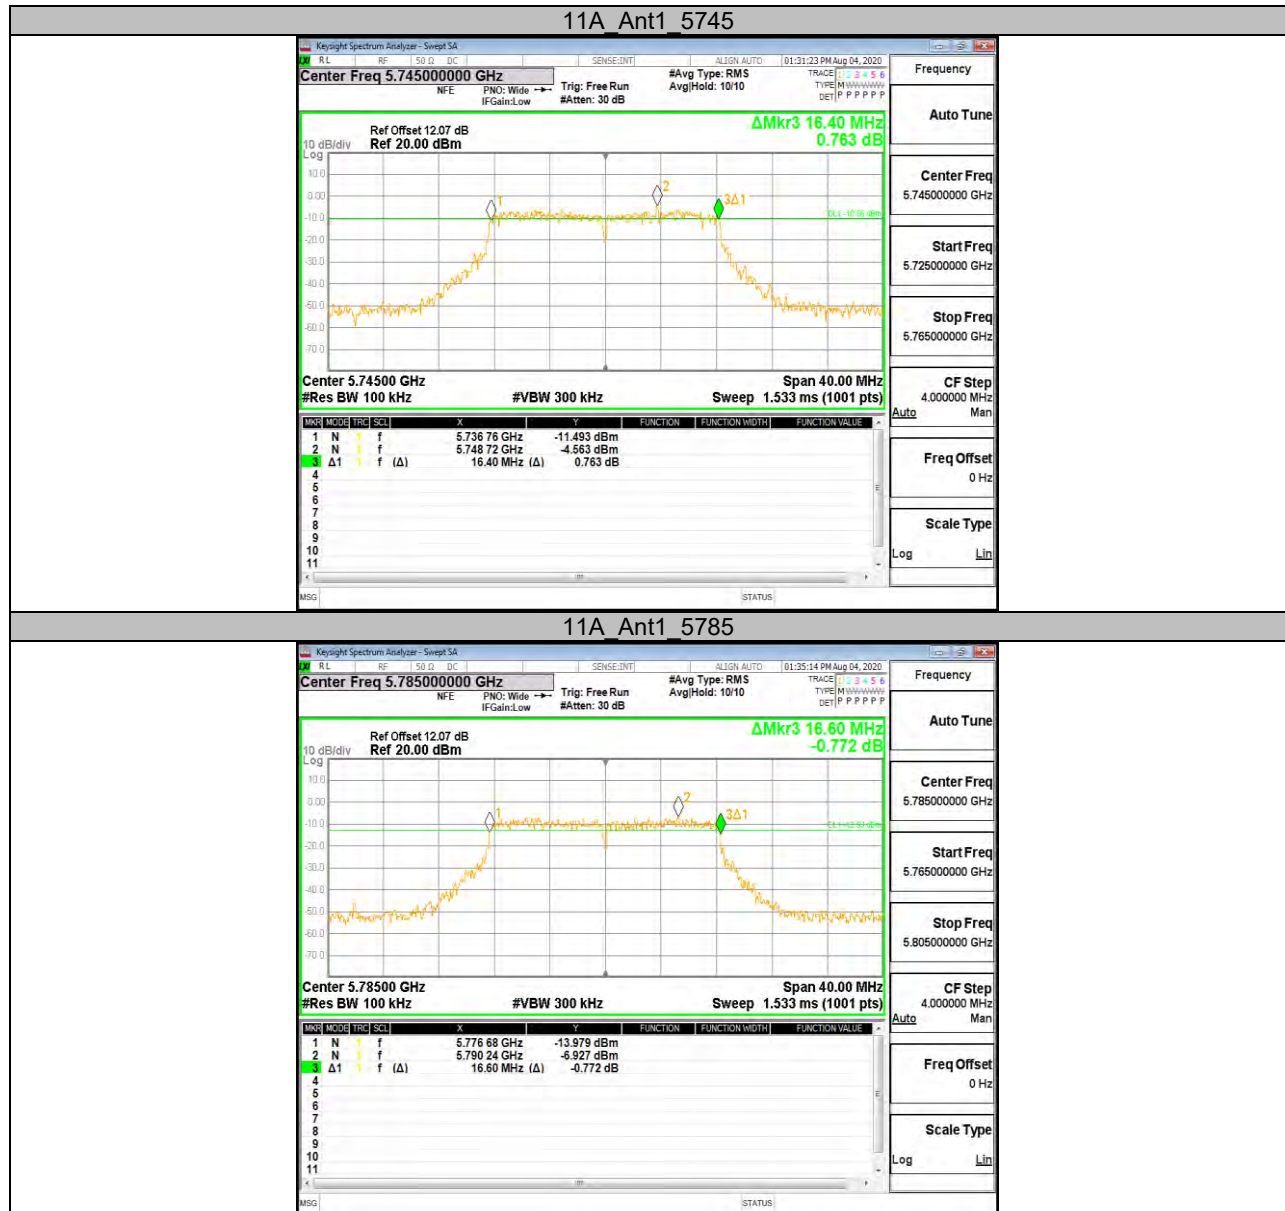 11A_Ant1_5745
Keysight Spectrum Analyzer - Swept SA
RL RF 50 Ω DC SENSE:INT ALIGN AUTO 01:31:23 PM Aug 04, 2020
Center Freq 5.745000000 GHz #Avg Type: RMS TRACE 1 2 3 4 5 6
NFE PNO: Wide Trig: Free Run Avg|Hold: 10/10 TYPE M WWWWW
IFGain:Low #Atten: 30 dB DET P P P P P P
ΔMkr3 16.40 MHz
0.763 dB
Ref Offset 12.07 dB
10 dB/div Ref 20.00 dBm
Log
10.0
0.00
-10.0
-20.0
-30.0
-40.0
-50.0
-60.0
-70.0
1
2
3Δ1
Center 5.74500 GHz Span 40.00 MHz
#Res BW 100 kHz #VBW 300 kHz Sweep 1.533 ms (1001 pts)
MKR MODE TRC SCL X Y FUNCTION FUNCTION WIDTH FUNCTION VALUE
1 N 1 f 5.736 76 GHz -11.493 dBm
2 N 1 f 5.748 72 GHz -4.563 dBm
3 Δ1 1 f (Δ) 16.40 MHz (Δ) 0.763 dB
4
5
6
7
8
9
10
11
MSG STATUS
Frequency
Auto Tune
Center Freq
5.745000000 GHz
Start Freq
5.725000000 GHz
Stop Freq
5.765000000 GHz
CF Step
4.000000 MHz
Auto Man
Freq Offset
0 Hz
Scale Type
Log Lin
11A_Ant1_5785
Keysight Spectrum Analyzer - Swept SA
RL RF 50 Ω DC SENSE:INT ALIGN AUTO 01:35:14 PM Aug 04, 2020
Center Freq 5.785000000 GHz #Avg Type: RMS TRACE 1 2 3 4 5 6
NFE PNO: Wide Trig: Free Run Avg|Hold: 10/10 TYPE M WWWWW
IFGain:Low #Atten: 30 dB DET P P P P P P
ΔMkr3 16.60 MHz
-0.772 dB
Ref Offset 12.07 dB
10 dB/div Ref 20.00 dBm
Log
10.0
0.00
-10.0
-20.0
-30.0
-40.0
-50.0
-60.0
-70.0
1
2
3Δ1
Center 5.78500 GHz Span 40.00 MHz
#Res BW 100 kHz #VBW 300 kHz Sweep 1.533 ms (1001 pts)
MKR MODE TRC SCL X Y FUNCTION FUNCTION WIDTH FUNCTION VALUE
1 N 1 f 5.776 68 GHz -13.979 dBm
2 N 1 f 5.790 24 GHz -6.927 dBm
3 Δ1 1 f (Δ) 16.60 MHz (Δ) -0.772 dB
4
5
6
7
8
9
10
11
MSG STATUS
Frequency
Auto Tune
Center Freq
5.785000000 GHz
Start Freq
5.765000000 GHz
Stop Freq
5.805000000 GHz
CF Step
4.000000 MHz
Auto Man
Freq Offset
0 Hz
Scale Type
Log Lin